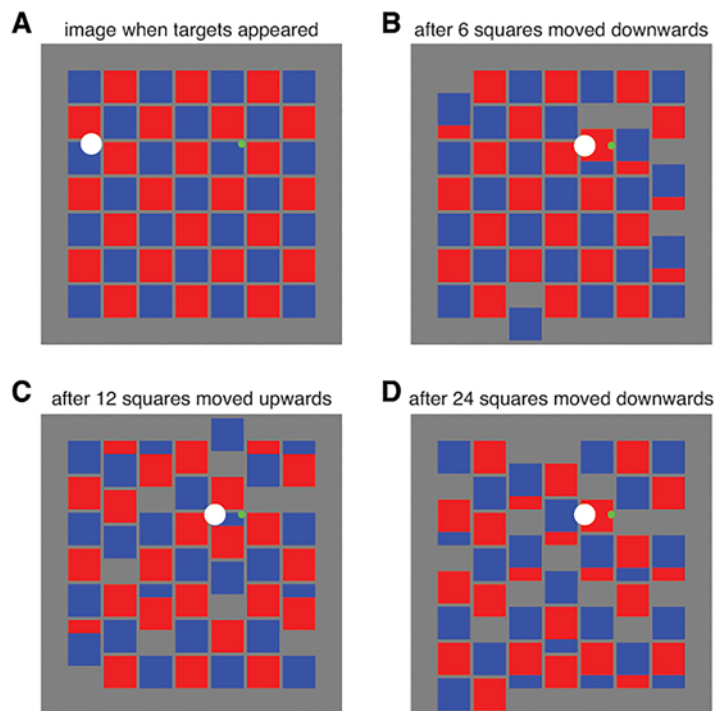 A image when targets appeared
B after 6 squares moved downwards
C after 12 squares moved upwards
D after 24 squares moved downwards